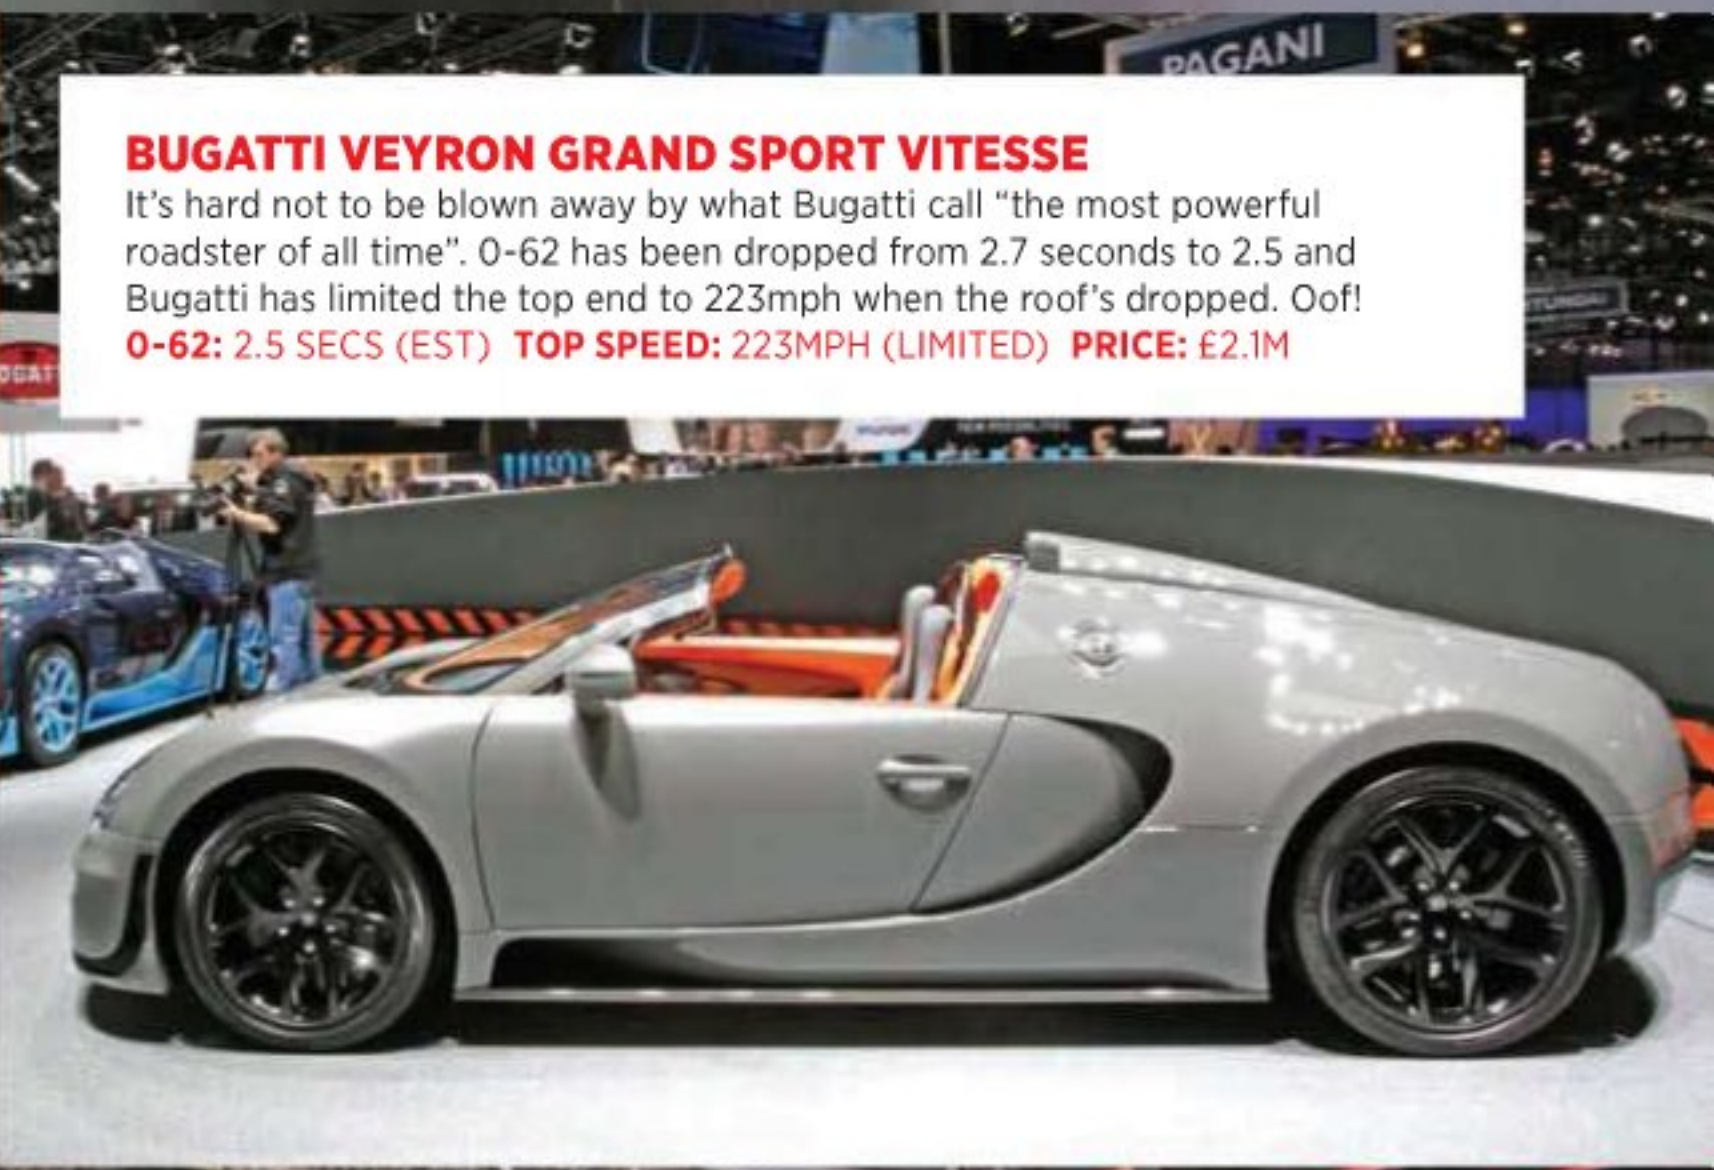 PAGANI
BUGATTI VEYRON GRAND SPORT VITESSE
It’s hard not to be blown away by what Bugatti call “the most powerful
roadster of all time”. 0-62 has been dropped from 2.7 seconds to 2.5 and
Bugatti has limited the top end to 223mph when the roof’s dropped. Oof!
0-62: 2.5 SECS (EST) TOP SPEED: 223MPH (LIMITED) PRICE: £2.1M